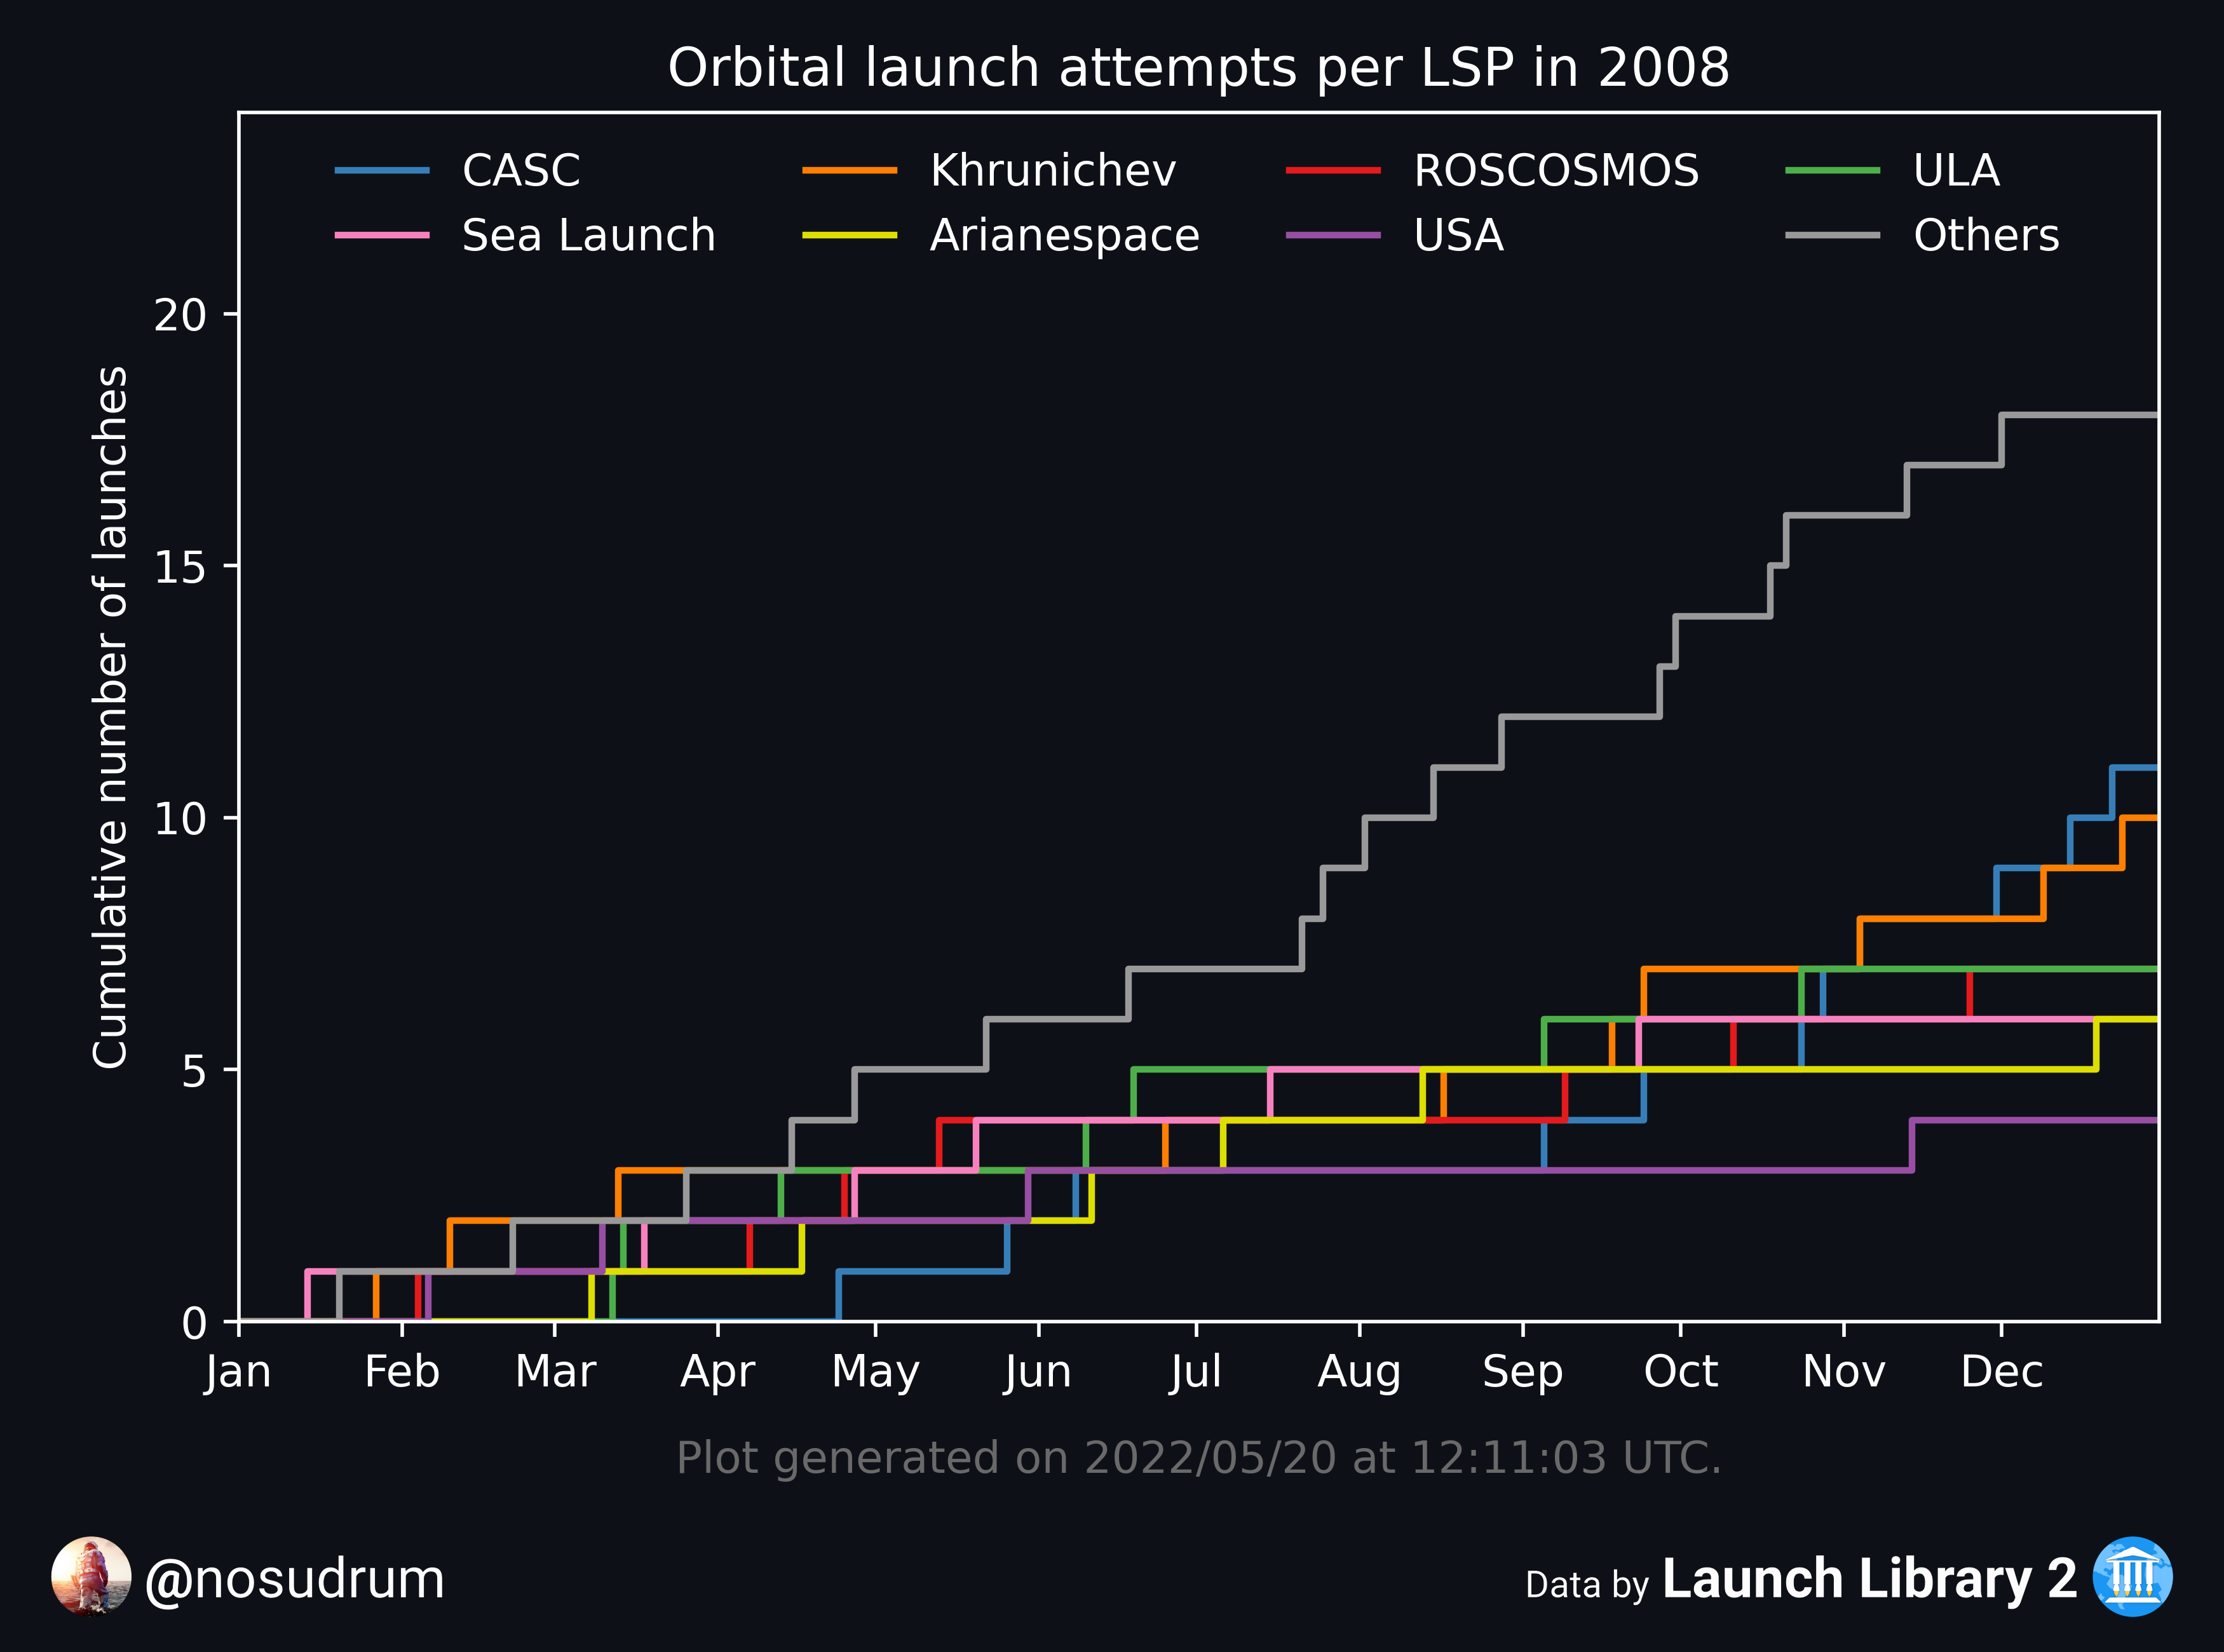 Orbital launch attempts per LSP in 2008
CASC Khrunichev ROSCOSMOS ULA
Sea Launch Arianespace USA Others
Cumulative number of launches
20
15
10
5
0
Jan Feb Mar Apr May Jun Jul Aug Sep Oct Nov Dec
Plot generated on 2022/05/20 at 12:11:03 UTC.
@nosudrum
Data by Launch Library 2